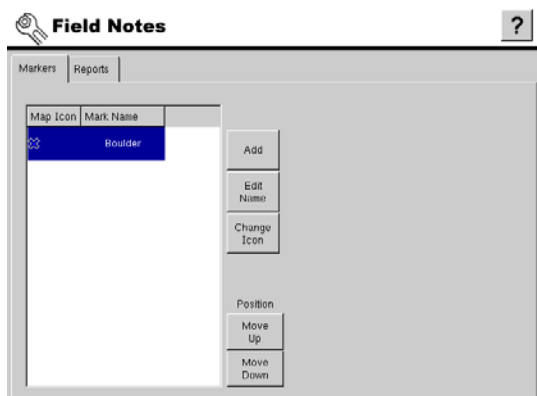 Field Notes
?
Markers
Reports
Map Icon
Mark Name
Boulder
Add
Edit
Name
Change
Icon
Position
Move
Up
Move
Down